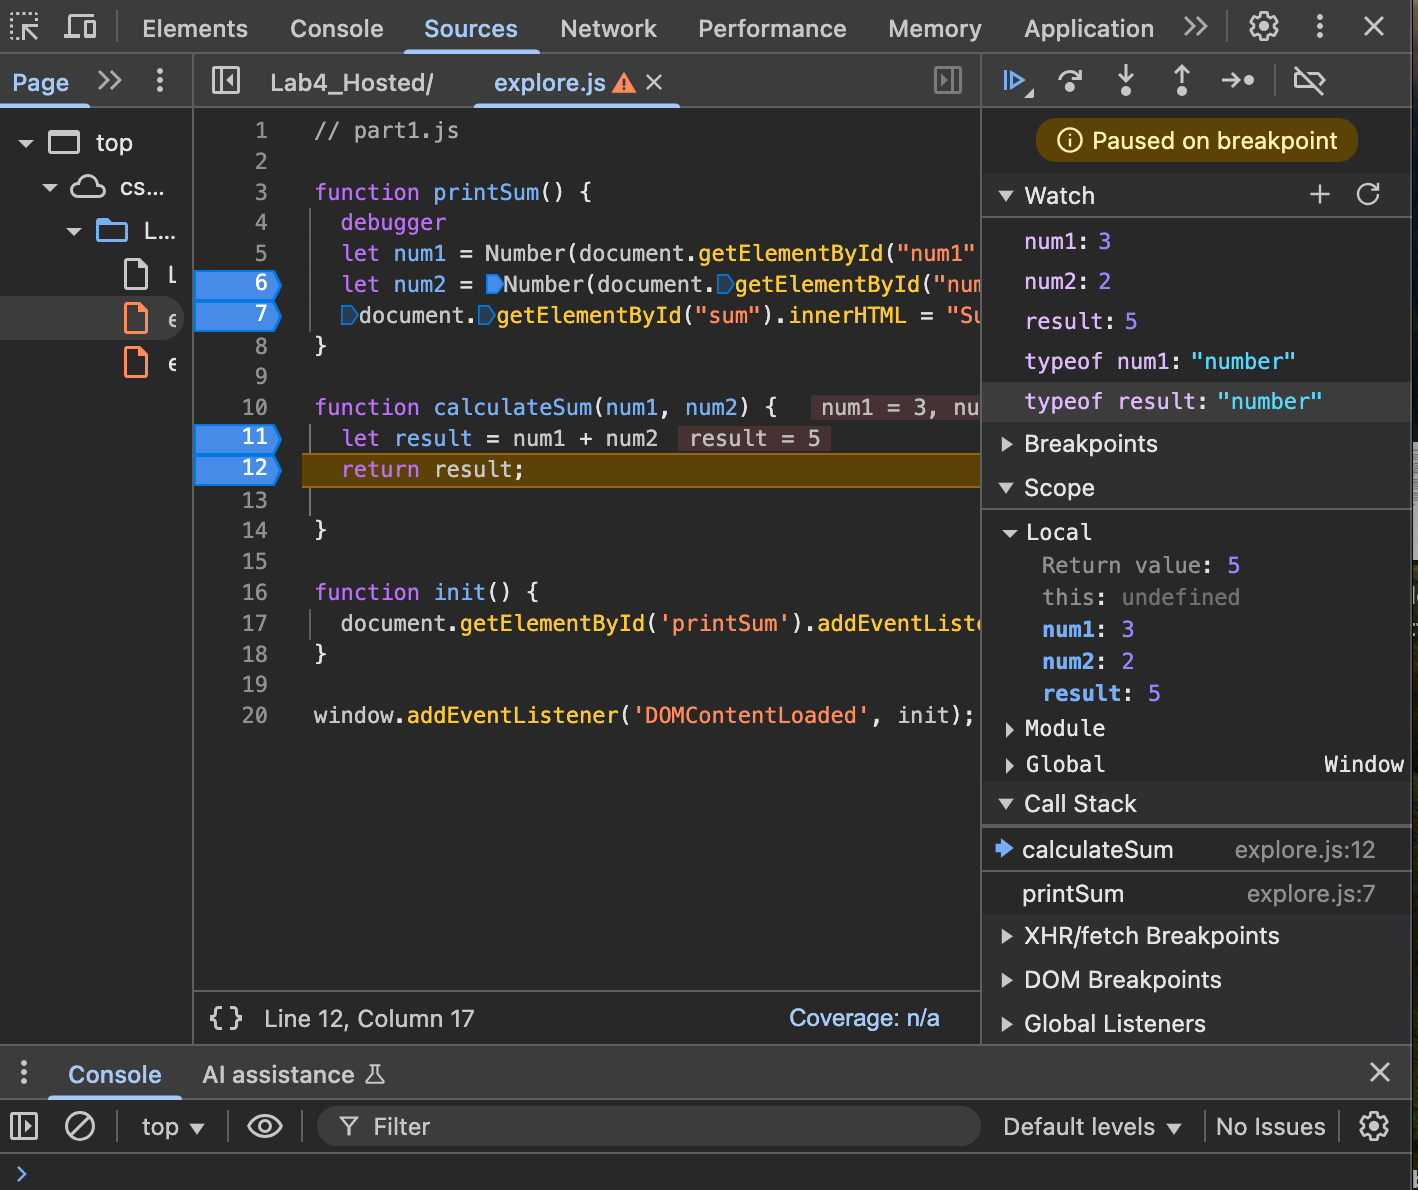 Elements Console Sources Network Performance Memory Application
Page
Lab4_Hosted/ explore.js
top
cs...
L...
L
e
e
1 // part1.js
2
3 function printSum() {
4 debugger
5 let num1 = Number(document.getElementById("num1"
6 let num2 = Number(document.getElementById("num
7 document.getElementById("sum").innerHTML = "Su
8 }
9
10 function calculateSum(num1, num2) { num1 = 3, nu
11 let result = num1 + num2 result = 5
12 return result;
13
14 }
15
16 function init() {
17 document.getElementById('printSum').addEventListe
18 }
19
20 window.addEventListener('DOMContentLoaded', init);
{ } Line 12, Column 17 Coverage: n/a
Paused on breakpoint
Watch
num1: 3
num2: 2
result: 5
typeof num1: "number"
typeof result: "number"
Breakpoints
Scope
Local
Return value: 5
this: undefined
num1: 3
num2: 2
result: 5
Module
Global Window
Call Stack
calculateSum explore.js:12
printSum explore.js:7
XHR/fetch Breakpoints
DOM Breakpoints
Global Listeners
Console AI assistance
top Filter Default levels No Issues